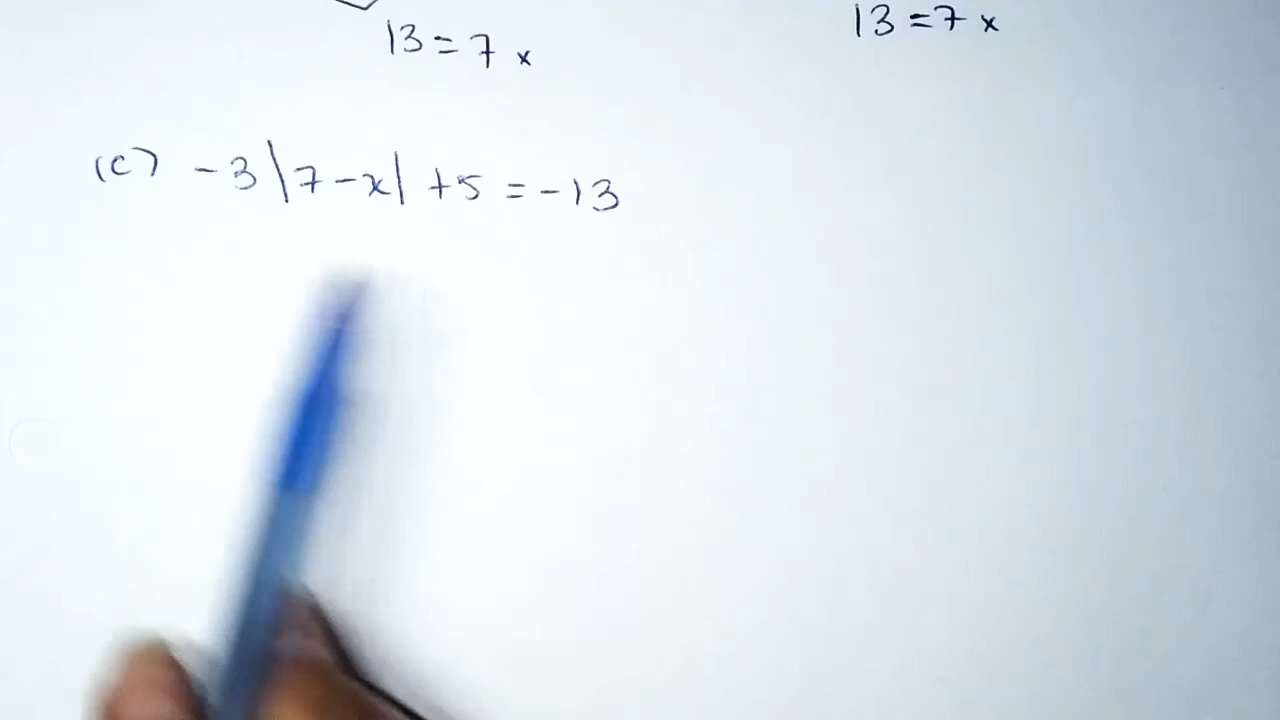 13 = 7 x
13 = 7 x
(c) -3|7-x| +5 = -13